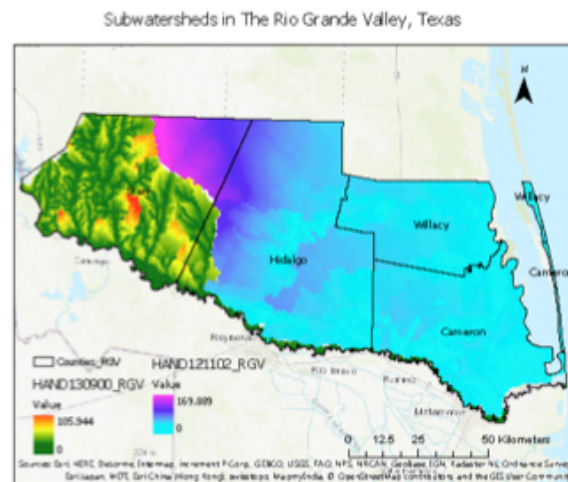 Subwatersheds in The Rio Grande Valley, Texas
N
Willacy
Willacy
Hidalgo
Cameron
Reynosa
Rio Bravo
Matamoros
Counties_RGV
HAND121102_RGV
HAND130900_RGV
Value
Value
169.889
105.944
0
0
0 12.5 25 50 Kilometers
Sources: Esri, HERE, DeLorme, Intermap, increment P Corp., GEBCO, USGS, FAO, NPS, NRCAN, GeoBase, IGN, Kadaster NL, Ordnance Survey,
Esri Japan, METI, Esri China (Hong Kong), swisstopo, MapmyIndia, © OpenStreetMap contributors, and the GIS User Community